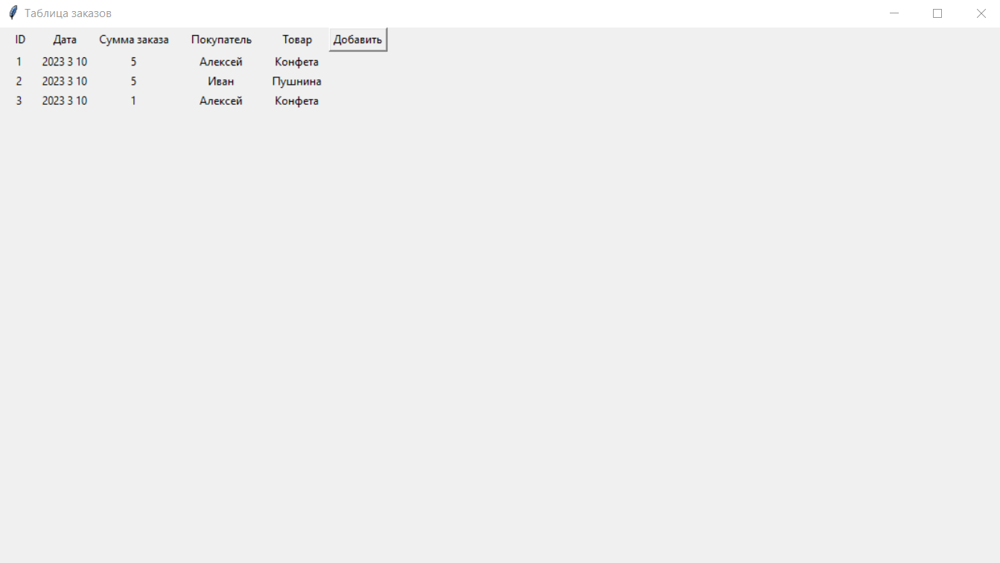 Таблица заказов
ID Дата Сумма заказа Покупатель Товар Добавить
1 2023 3 10 5 Алексей Конфета
2 2023 3 10 5 Иван Пушнина
3 2023 3 10 1 Алексей Конфета